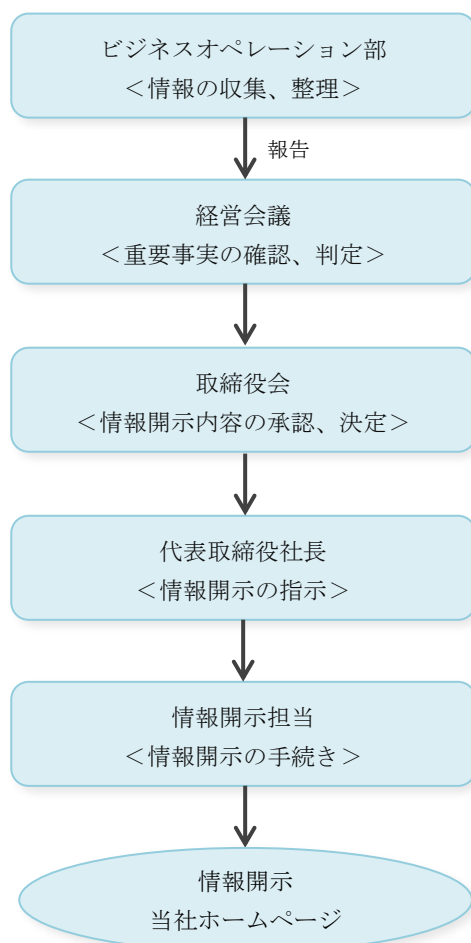 ビジネスオペレーション部
＜情報の収集、整理＞
報告
経営会議
＜重要事実の確認、判定＞
取締役会
＜情報開示内容の承認、決定＞
代表取締役社長
＜情報開示の指示＞
情報開示担当
＜情報開示の手続き＞
情報開示
当社ホームページ